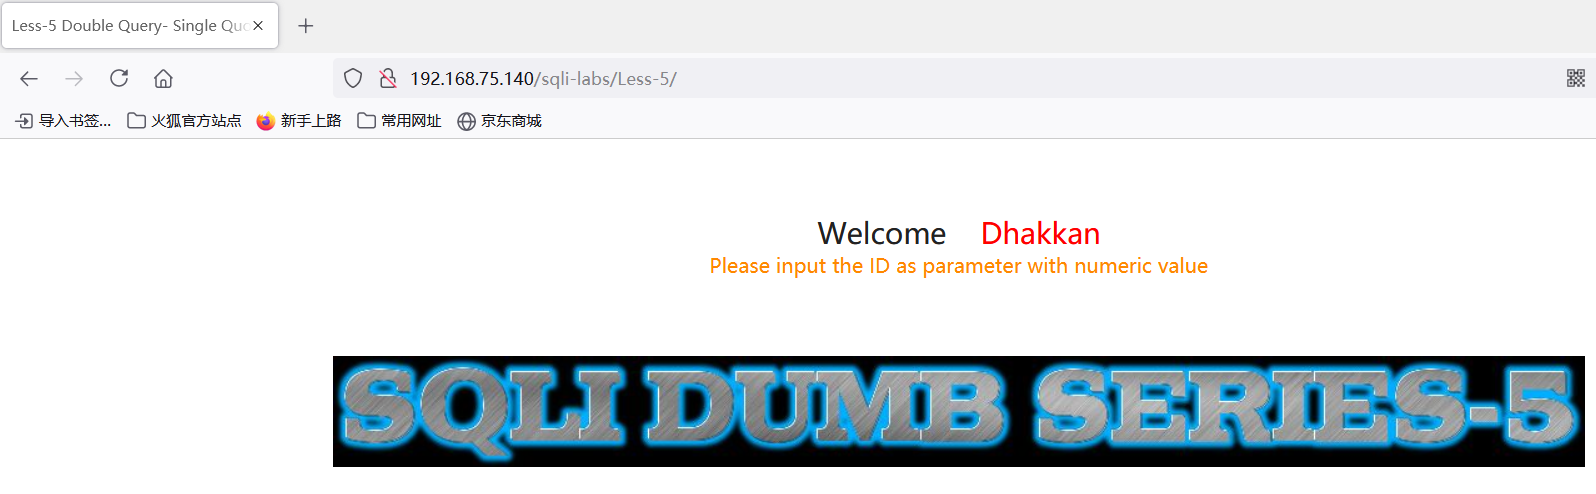 Less-5 Double Query- Single Quo
192.168.75.140/sqli-labs/Less-5/
导入书签... 火狐官方站点 新手上路 常用网址 京东商城
Welcome Dhakkan
Please input the ID as parameter with numeric value
SQLI DUMB SERIES-5